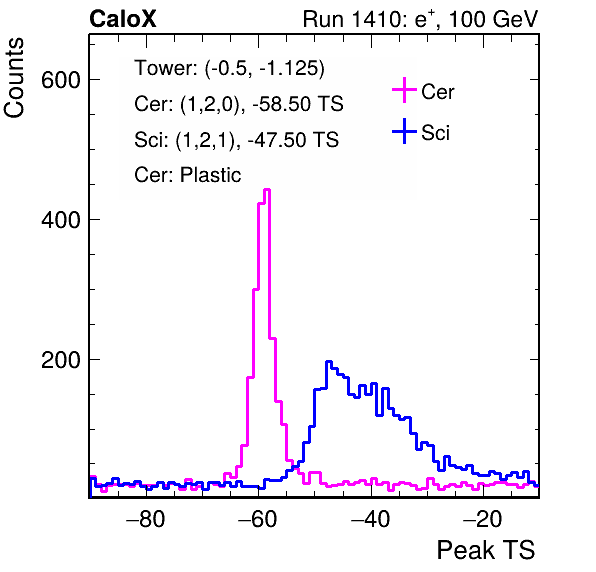 CaloX
Run 1410: e⁺, 100 GeV
Counts
Tower: (-0.5, -1.125)
Cer: (1,2,0), -58.50 TS
Sci: (1,2,1), -47.50 TS
Cer: Plastic
Cer
Sci
600
400
200
−80 −60 −40 −20
Peak TS